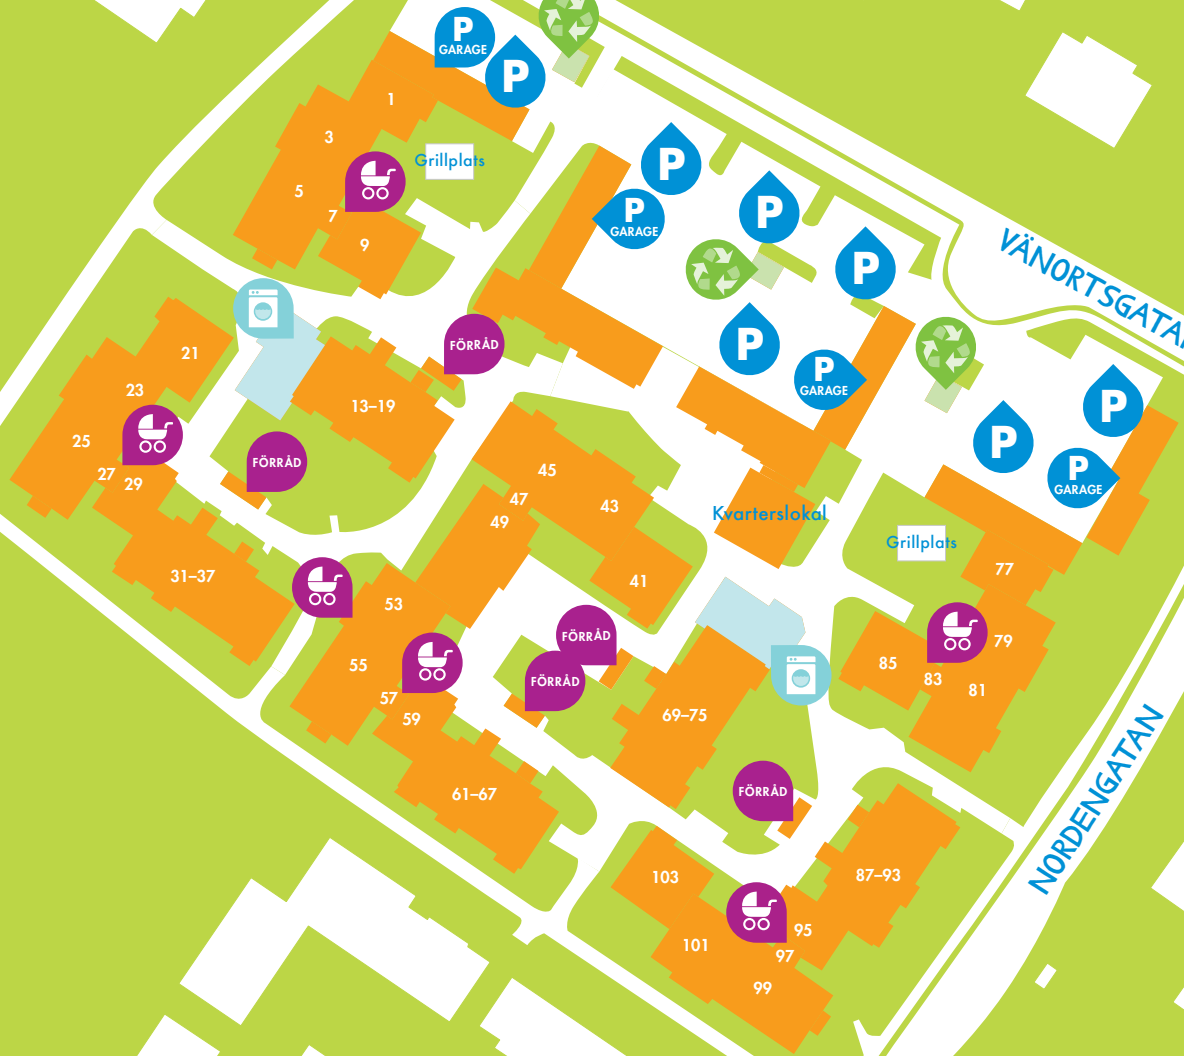 P
GARAGE
P
1
3
Grillplats
P
5
7
9
P
GARAGE
P
VÄNORTSGATAN
P
21
FÖRRÅD
P
23
13–19
P
GARAGE
P
25
27
29
FÖRRÅD
45
47
49
43
P
P
GARAGE
Kvarterslokal
Grillplats
31–37
41
77
53
55
57
59
FÖRRÅD
FÖRRÅD
69–75
85
83
79
81
61–67
FÖRRÅD
NORDENGATAN
103
87–93
101
95
97
99